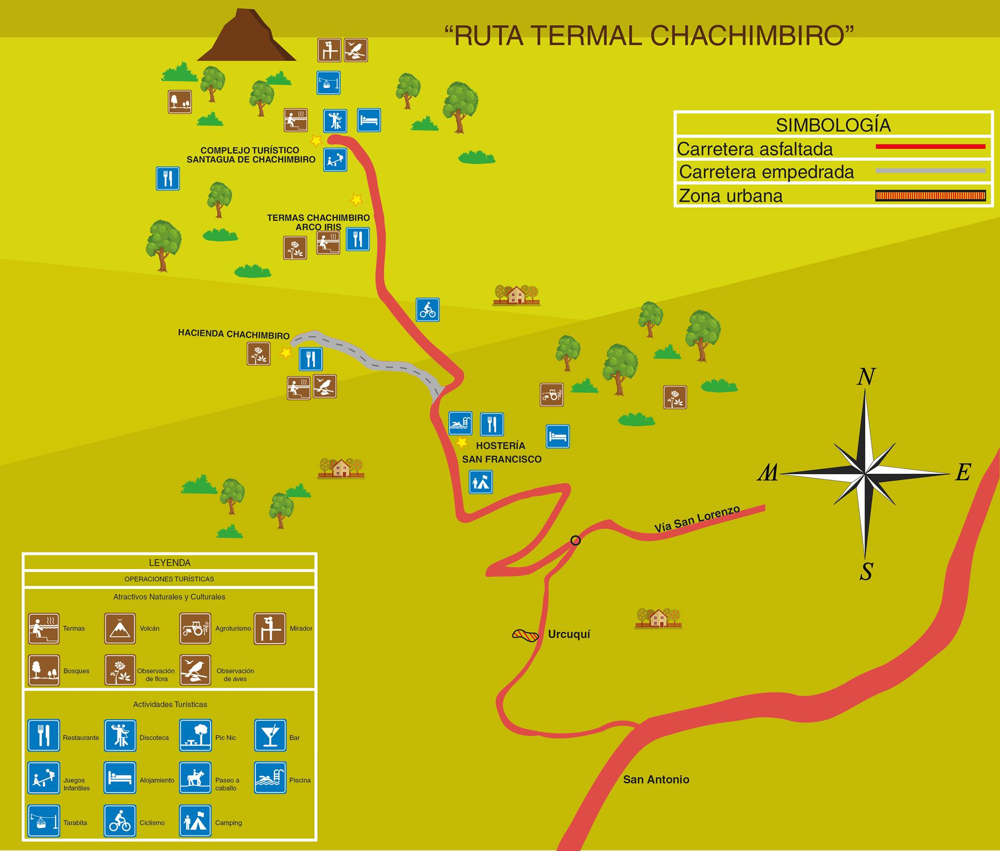 “RUTA TERMAL CHACHIMBIRO”
SIMBOLOGÍA
Carretera asfaltada
Carretera empedrada
Zona urbana
COMPLEJO TURÍSTICO
SANTAGUA DE CHACHIMBIRO
TERMAS CHACHIMBIRO
ARCO IRIS
HACIENDA CHACHIMBIRO
HOSTERÍA
SAN FRANCISCO
N
M
E
S
Vía San Lorenzo
Urcuquí
San Antonio
LEYENDA
OPERACIONES TURÍSTICAS
Atractivos Naturales y Culturales
Termas
Volcán
Agroturismo
Mirador
Bosques
Observación
de flora
Observación
de aves
Actividades Turísticas
Restaurante
Discoteca
Pic Nic
Bar
Juegos
Infantiles
Alojamiento
Paseo a
caballo
Piscina
Tarabita
Ciclismo
Camping